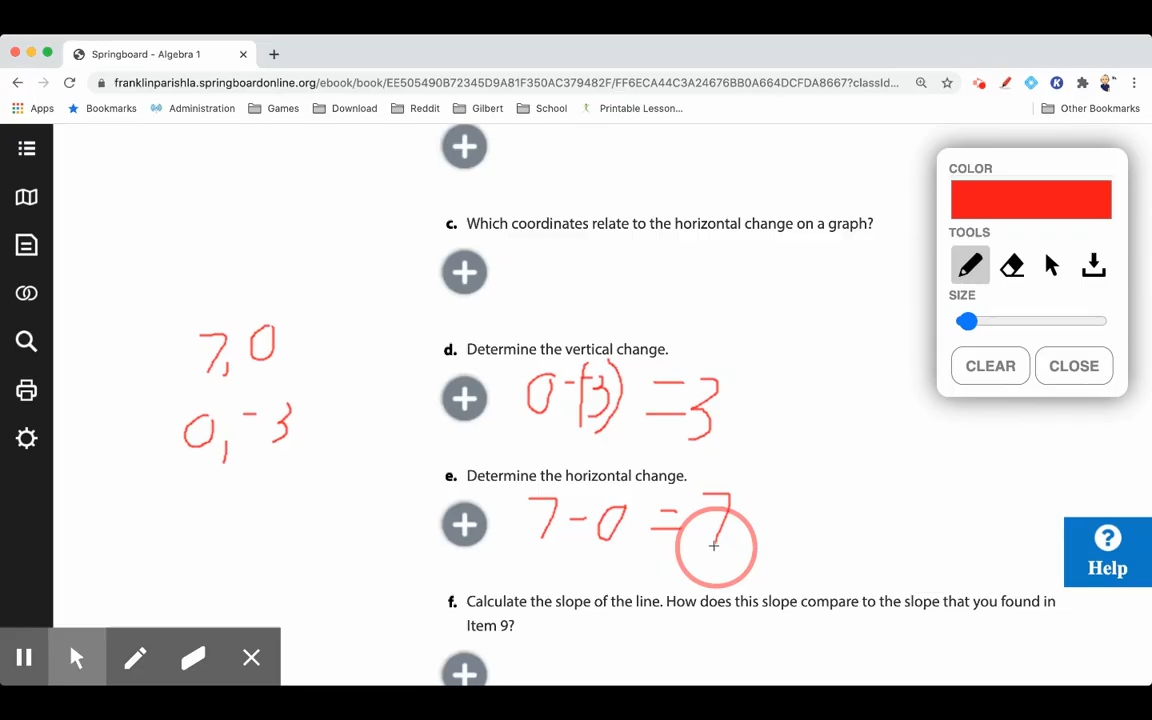 Springboard - Algebra 1
franklinparishla.springboardonline.org/ebook/book/EE505490B72345D9A81F350AC379482F/FF6ECA44C3A24676BB0A664DCFDA8667?classId...
Apps Bookmarks Administration Games Download Reddit Gilbert School Printable Lesson... Other Bookmarks
c. Which coordinates relate to the horizontal change on a graph?
7, 0
0, -3
d. Determine the vertical change.
0 - (-3) = 3
e. Determine the horizontal change.
7 - 0 = 7
f. Calculate the slope of the line. How does this slope compare to the slope that you found in
Item 9?
COLOR
TOOLS
SIZE
CLEAR CLOSE
? 
Help